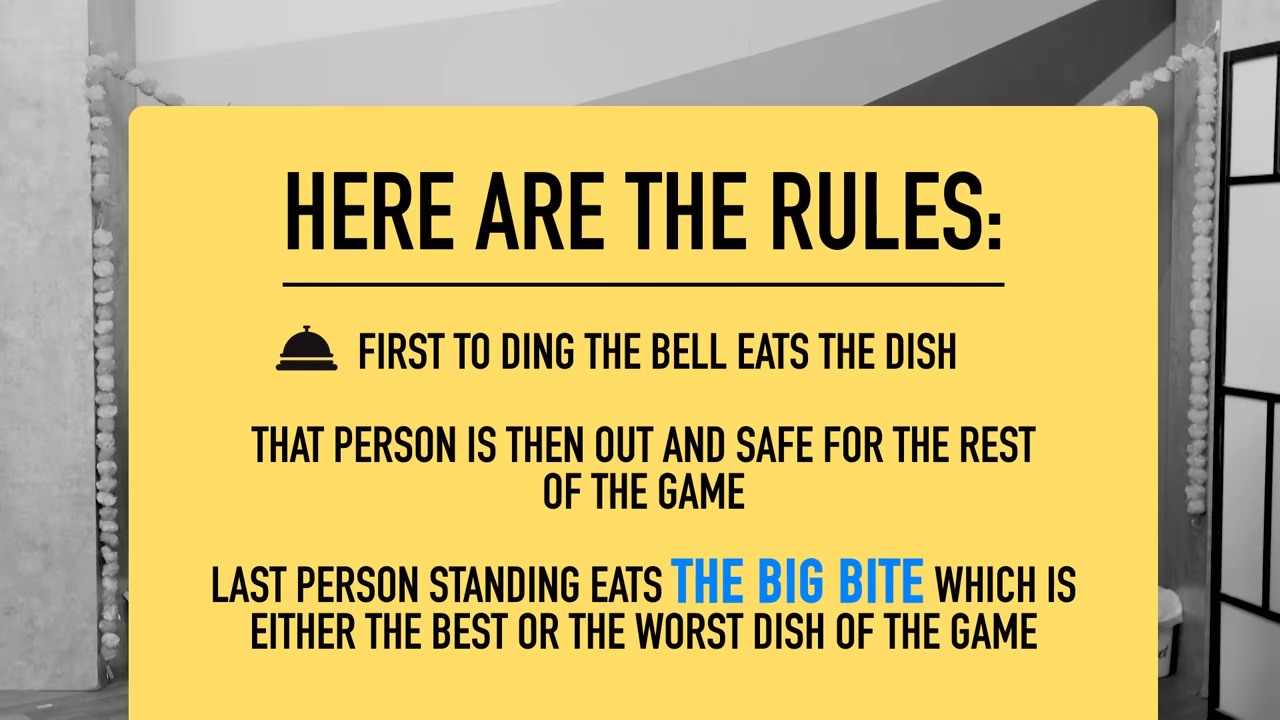 HERE ARE THE RULES:
FIRST TO DING THE BELL EATS THE DISH
THAT PERSON IS THEN OUT AND SAFE FOR THE REST
OF THE GAME
LAST PERSON STANDING EATS THE BIG BITE WHICH IS
EITHER THE BEST OR THE WORST DISH OF THE GAME